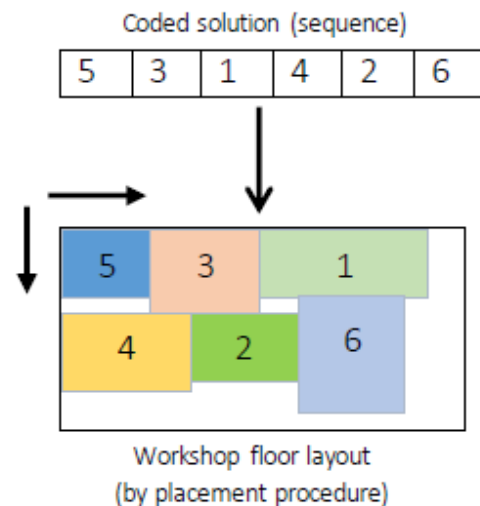 Coded solution (sequence)
5 3 1 4 2 6
5 3 1
4 2 6
Workshop floor layout
(by placement procedure)